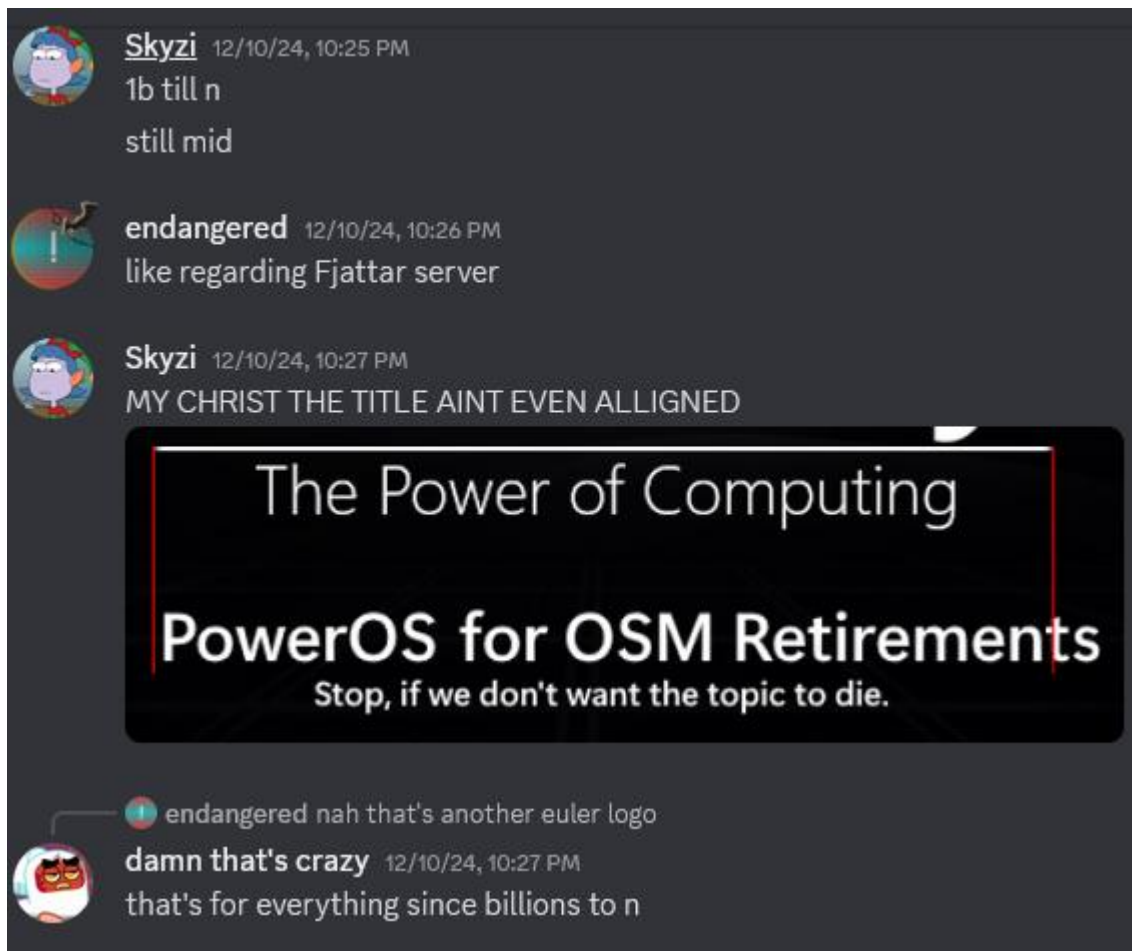 Skyzi 12/10/24, 10:25 PM
1b till n
still mid
endangered 12/10/24, 10:26 PM
like regarding Fjattar server
Skyzi 12/10/24, 10:27 PM
MY CHRIST THE TITLE AINT EVEN ALLIGNED
The Power of Computing
PowerOS for OSM Retirements
Stop, if we don't want the topic to die.
endangered nah that's another euler logo
damn that's crazy 12/10/24, 10:27 PM
that's for everything since billions to n